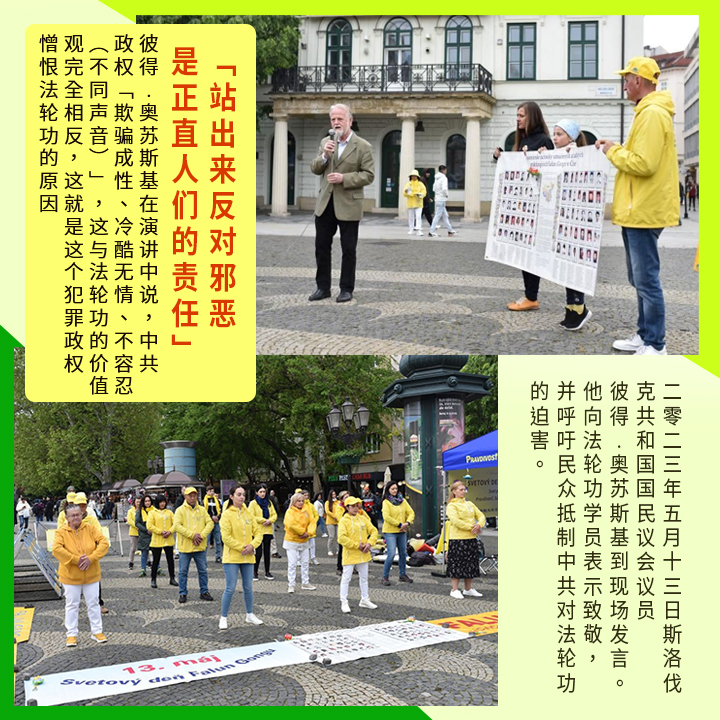 「站出来反对邪恶
是正直人们的责任」
彼得.奥苏斯基在演讲中说，中共
政权「欺骗成性、冷酷无情、不容忍
（不同声音）」，这与法轮功的价值
观完全相反，这就是这个犯罪政权
憎恨法轮功的原因
二零二三年五月十三日斯洛伐
克共和国国民议会议员
彼得.奥苏斯基到现场发言。
他向法轮功学员表示致敬，
并呼吁民众抵制中共对法轮功
的迫害。
PRAVDIVOSŤ
13. máj
Svetový deň Falun Gongu
FALU